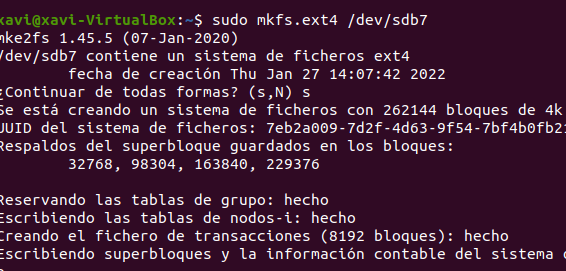 xavi@xavi-VirtualBox:~$ sudo mkfs.ext4 /dev/sdb7
mke2fs 1.45.5 (07-Jan-2020)
/dev/sdb7 contiene un sistema de ficheros ext4
fecha de creación Thu Jan 27 14:07:42 2022
¿Continuar de todas formas? (s,N) s
Se está creando un sistema de ficheros con 262144 bloques de 4k
UUID del sistema de ficheros: 7eb2a009-7d2f-4d63-9f54-7bf4b0fb2
Respaldos del superbloque guardados en los bloques:
32768, 98304, 163840, 229376
Reservando las tablas de grupo: hecho
Escribiendo las tablas de nodos-i: hecho
Creando el fichero de transacciones (8192 bloques): hecho
Escribiendo superbloques y la información contable del sistema